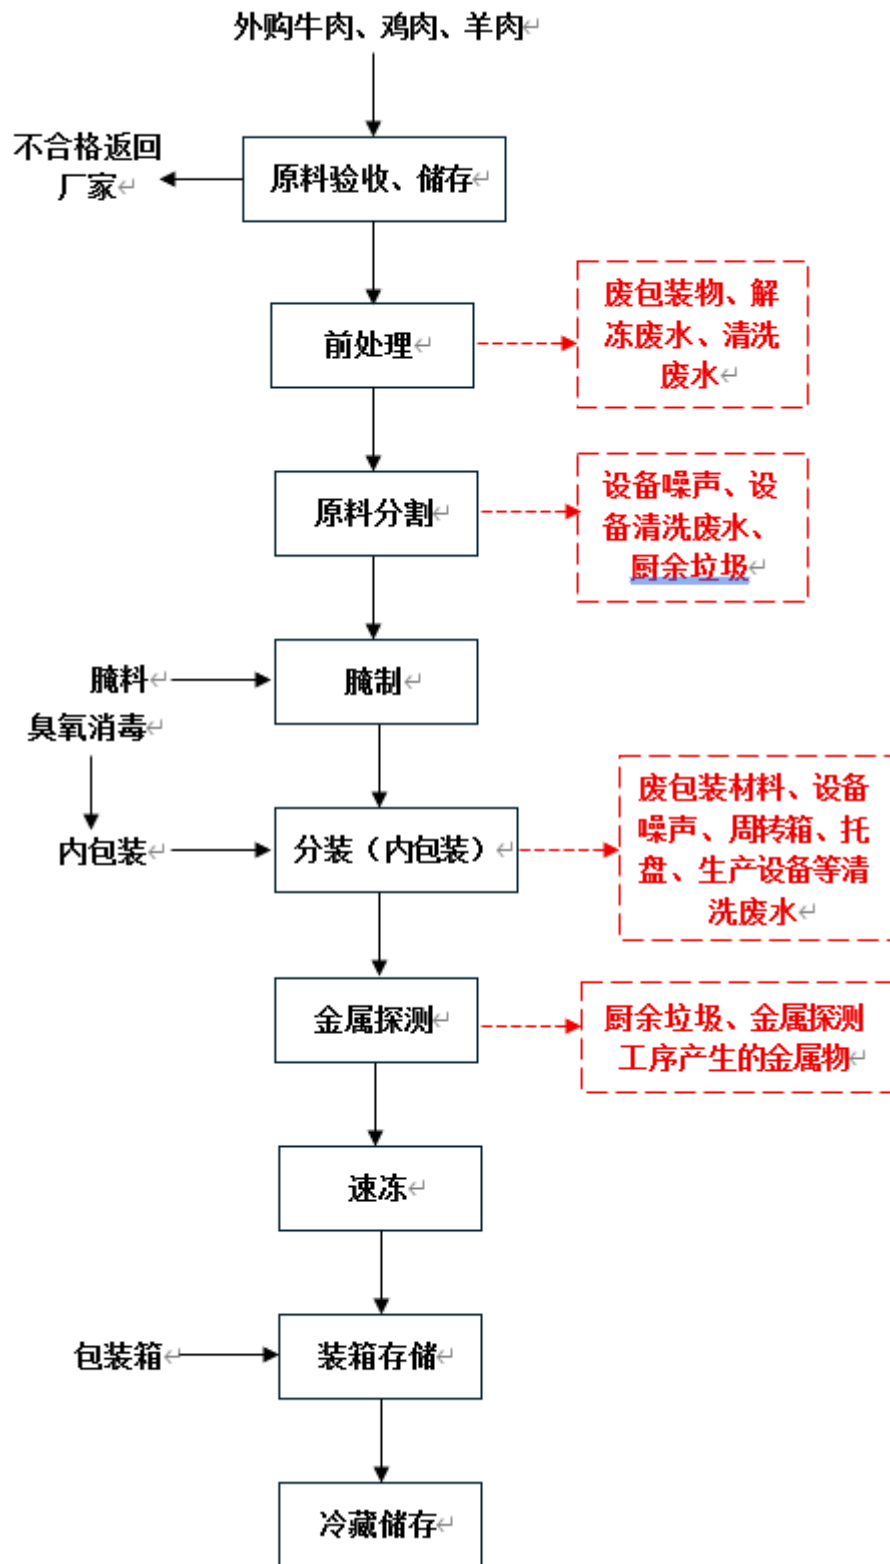 外购牛肉、鸡肉、羊肉
不合格返回
厂家
原料验收、储存
前处理
废包装物、解
冻废水、清洗
废水
原料分割
设备噪声、设
备清洗废水、
厨余垃圾
腌料
腌制
臭氧消毒
内包装
分装（内包装）
废包装材料、设备
噪声、周转箱、托
盘、生产设备等清
洗废水
金属探测
厨余垃圾、金属探测
工序产生的金属物
速冻
包装箱
装箱存储
冷藏储存